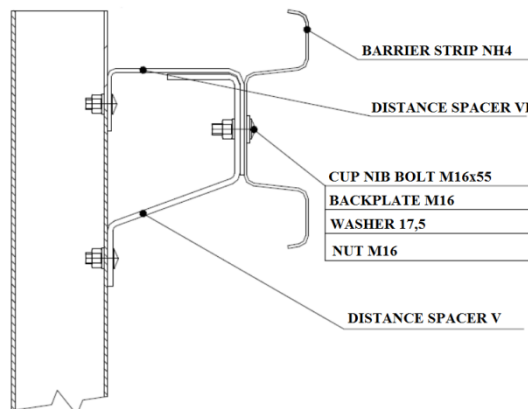 BARRIER STRIP NH4
DISTANCE SPACER VI
CUP NIB BOLT M16x55
BACKPLATE M16
WASHER 17,5
NUT M16
DISTANCE SPACER V